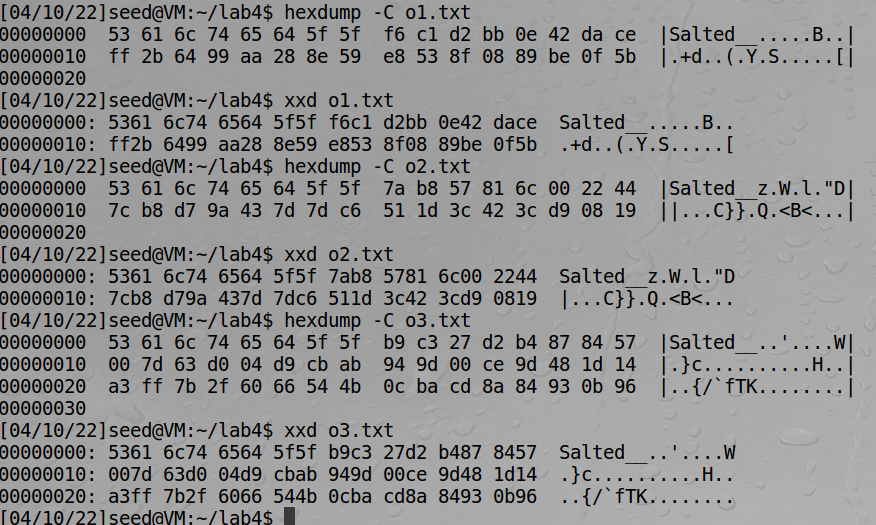 [04/10/22]seed@VM:~/lab4$ hexdump -C o1.txt
00000000  53 61 6c 74 65 64 5f 5f  f6 c1 d2 bb 0e 42 da ce  |Salted__.....B..|
00000010  ff 2b 64 99 aa 28 8e 59  e8 53 8f 08 89 be 0f 5b  |.+d..(.Y.S.....[|
00000020
[04/10/22]seed@VM:~/lab4$ xxd o1.txt
00000000: 5361 6c74 6564 5f5f f6c1 d2bb 0e42 dace  Salted__.....B..
00000010: ff2b 6499 aa28 8e59 e853 8f08 89be 0f5b  .+d..(.Y.S.....[
[04/10/22]seed@VM:~/lab4$ hexdump -C o2.txt
00000000  53 61 6c 74 65 64 5f 5f  7a b8 57 81 6c 00 22 44  |Salted__z.W.l."D|
00000010  7c b8 d7 9a 43 7d 7d c6  51 1d 3c 42 3c d9 08 19  ||...C}}.Q.<B<...|
00000020
[04/10/22]seed@VM:~/lab4$ xxd o2.txt
00000000: 5361 6c74 6564 5f5f 7ab8 5781 6c00 2244  Salted__z.W.l."D
00000010: 7cb8 d79a 437d 7dc6 511d 3c42 3cd9 0819  |...C}}.Q.<B<...
[04/10/22]seed@VM:~/lab4$ hexdump -C o3.txt
00000000  53 61 6c 74 65 64 5f 5f  b9 c3 27 d2 b4 87 84 57  |Salted__..'....W|
00000010  00 7d 63 d0 04 d9 cb ab  94 9d 00 ce 9d 48 1d 14  |.}c..........H..|
00000020  a3 ff 7b 2f 60 66 54 4b  0c ba cd 8a 84 93 0b 96  |..{/`fTK........|
00000030
[04/10/22]seed@VM:~/lab4$ xxd o3.txt
00000000: 5361 6c74 6564 5f5f b9c3 27d2 b487 8457  Salted__..'....W
00000010: 007d 63d0 04d9 cbab 949d 00ce 9d48 1d14  .}c..........H..
00000020: a3ff 7b2f 6066 544b 0cba cd8a 8493 0b96  ..{/`fTK........
[04/10/22]seed@VM:~/lab4$